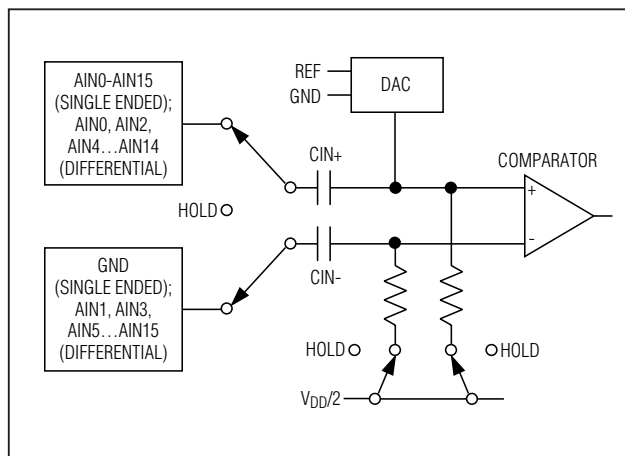 AIN0-AIN15
(SINGLE ENDED);
AIN0, AIN2,
AIN4…AIN14
(DIFFERENTIAL)
REF
GND
DAC
CIN+
COMPARATOR
+
-
HOLD
GND
(SINGLE ENDED);
AIN1, AIN3,
AIN5…AIN15
(DIFFERENTIAL)
CIN-
HOLD
HOLD
VDD/2